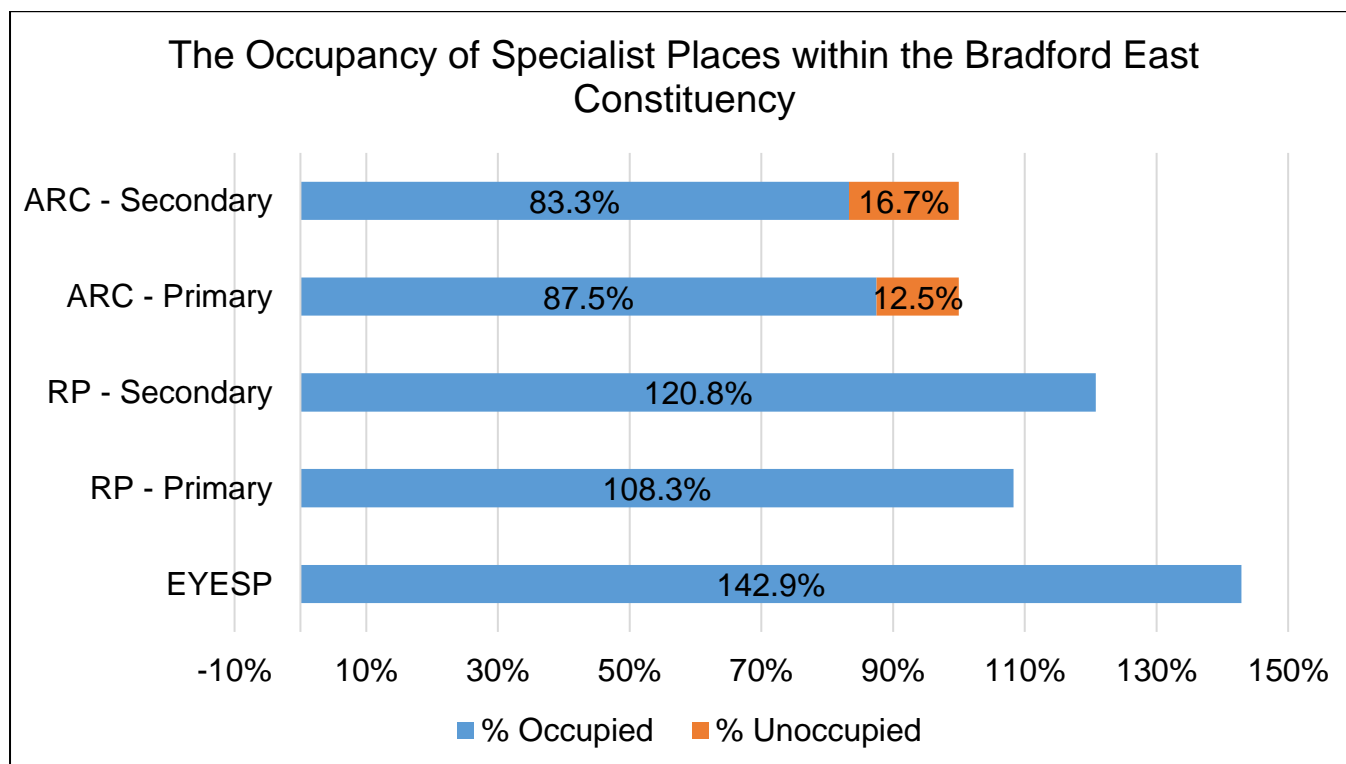 The Occupancy of Specialist Places within the Bradford East
Constituency
ARC - Secondary
83.3%
16.7%
ARC - Primary
87.5%
12.5%
RP - Secondary
120.8%
RP - Primary
108.3%
EYESP
142.9%
-10% 10% 30% 50% 70% 90% 110% 130% 150%
% Occupied % Unoccupied